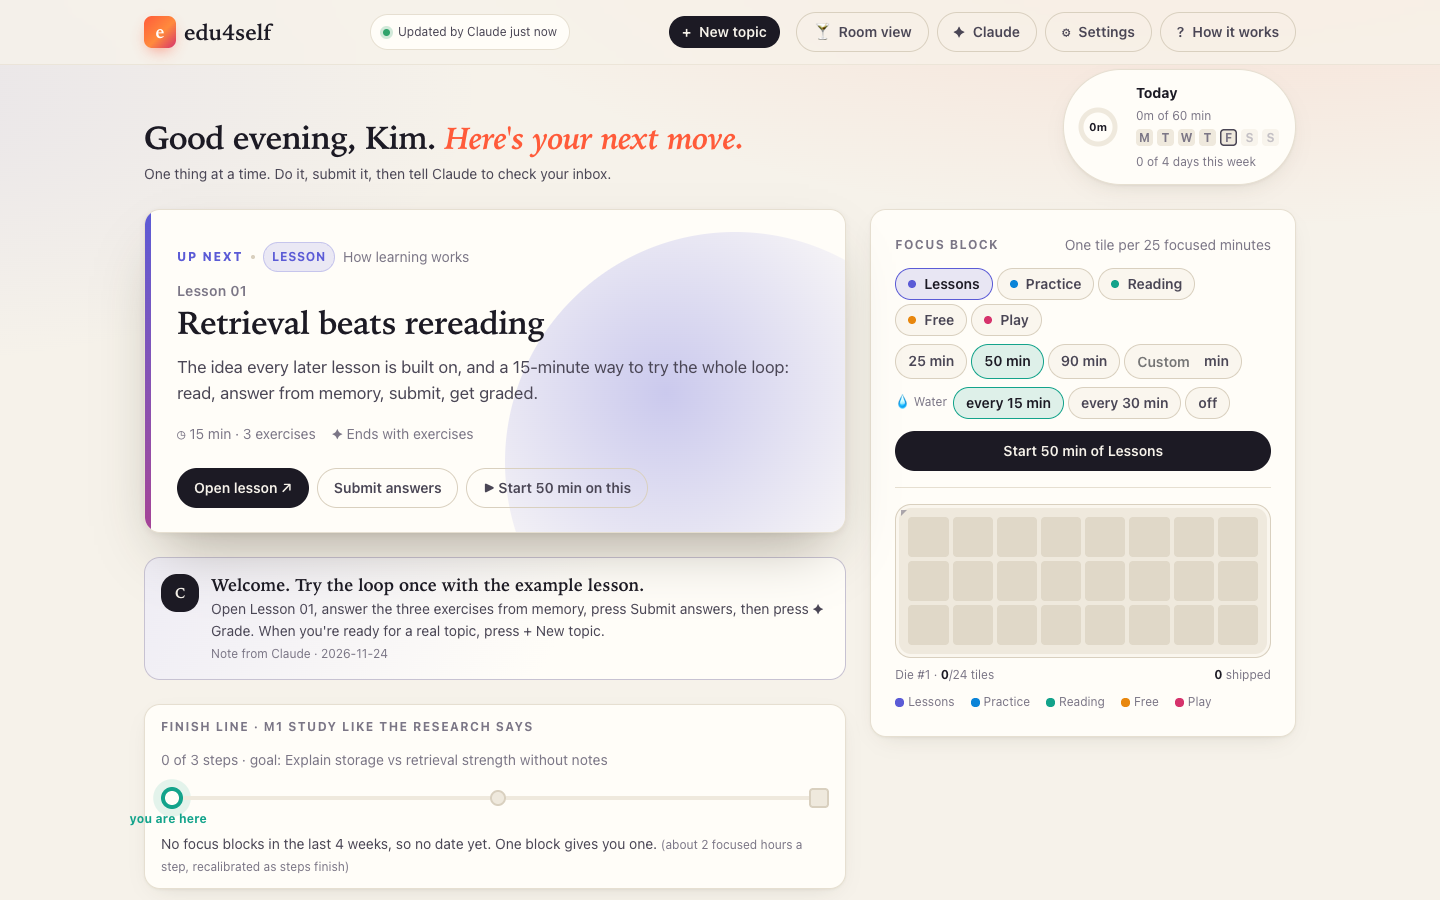 e edu4self
Updated by Claude just now
+ New topic
Room view
✦ Claude
⚙ Settings
? How it works
Good evening, Kim. Here's your next move.
One thing at a time. Do it, submit it, then tell Claude to check your inbox.
0m
Today
0m of 60 min
M T W T F S S
0 of 4 days this week
UP NEXT • LESSON How learning works
Lesson 01
Retrieval beats rereading
The idea every later lesson is built on, and a 15-minute way to try the whole loop:
read, answer from memory, submit, get graded.
15 min · 3 exercises ✦ Ends with exercises
Open lesson ↗
Submit answers
▶ Start 50 min on this
C
Welcome. Try the loop once with the example lesson.
Open Lesson 01, answer the three exercises from memory, press Submit answers, then press ✦
Grade. When you're ready for a real topic, press + New topic.
Note from Claude · 2026-11-24
FINISH LINE · M1 STUDY LIKE THE RESEARCH SAYS
0 of 3 steps · goal: Explain storage vs retrieval strength without notes
you are here
No focus blocks in the last 4 weeks, so no date yet. One block gives you one. (about 2 focused hours a
step, recalibrated as steps finish)
FOCUS BLOCK
One tile per 25 focused minutes
Lessons Practice Reading
Free Play
25 min 50 min 90 min Custom min
Water every 15 min every 30 min off
Start 50 min of Lessons
Die #1 · 0/24 tiles
0 shipped
Lessons Practice Reading Free Play